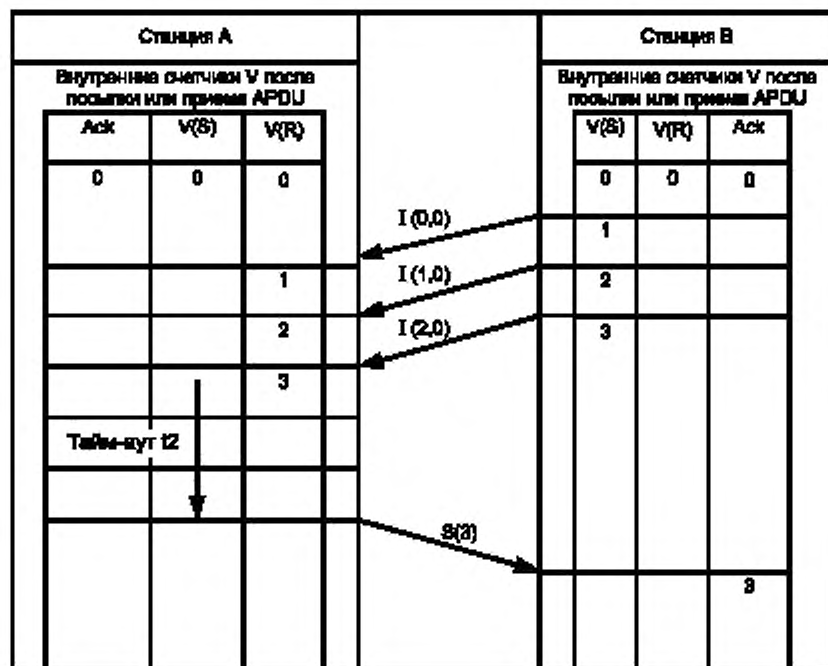 Станция A
Станция B
Внутренние счетчики V после
посылки или приема APDU
Внутренние счетчики V после
посылки или приема APDU
Ack V(S) V(R)
V(S) V(R) Ack
0 0 0
0 0 0
I (0,0)
1
I (1,0)
1
2
I (2,0)
2
3
3
Тайм-аут t2
S(3)
3